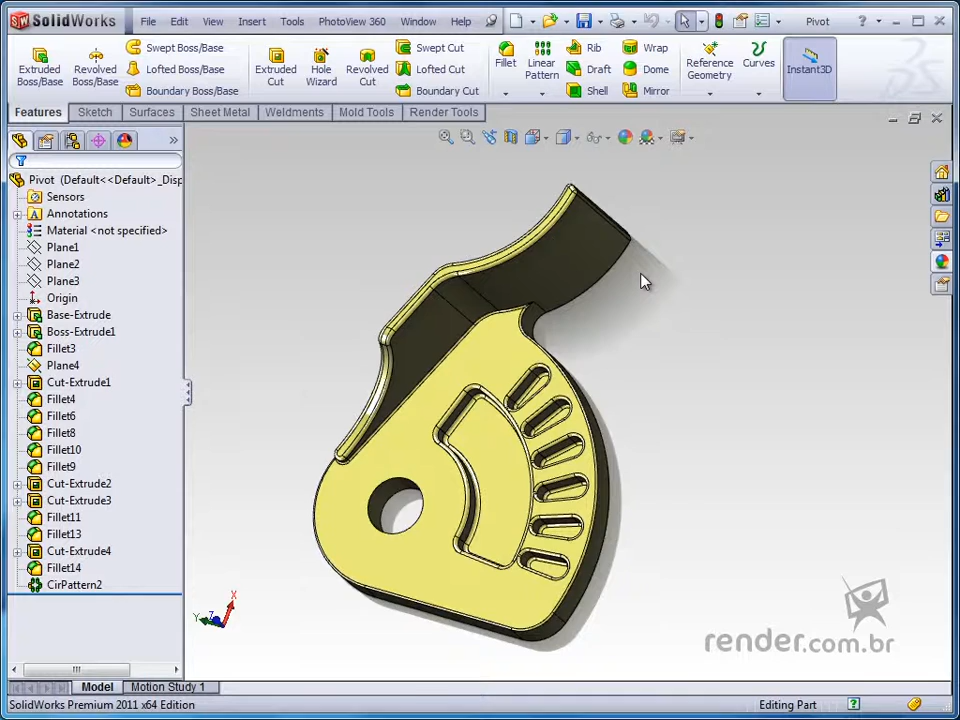 SolidWorks File Edit View Insert Tools PhotoView 360 Window Help Pivot
Extruded Boss/Base
Revolved Boss/Base
Swept Boss/Base
Lofted Boss/Base
Boundary Boss/Base
Extruded Cut
Hole Wizard
Revolved Cut
Swept Cut
Lofted Cut
Boundary Cut
Fillet
Linear Pattern
Rib
Draft
Shell
Wrap
Dome
Mirror
Reference Geometry
Curves
Instant3D
Features Sketch Surfaces Sheet Metal Weldments Mold Tools Render Tools
Pivot (Default<<Default>_Disp
Sensors
Annotations
Material <not specified>
Plane1
Plane2
Plane3
Origin
Base-Extrude
Boss-Extrude1
Fillet3
Plane4
Cut-Extrude1
Fillet4
Fillet6
Fillet8
Fillet10
Fillet9
Cut-Extrude2
Cut-Extrude3
Fillet11
Fillet13
Cut-Extrude4
Fillet14
CirPattern2
X
Y
Z
render.com.br
Model Motion Study 1
SolidWorks Premium 2011 x64 Edition Editing Part